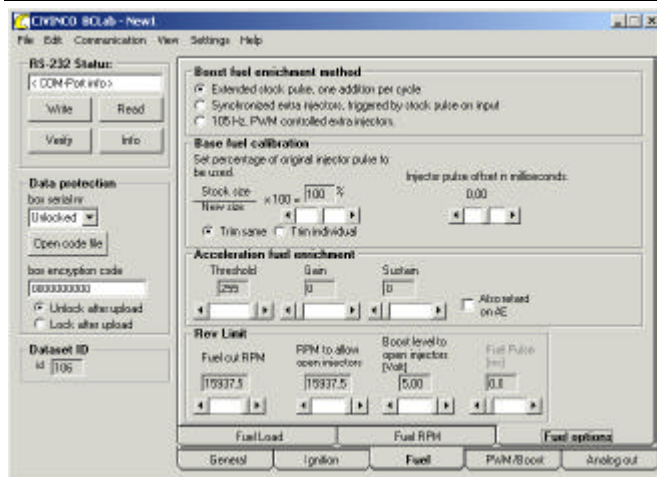 CIVINCO BCLab - New1
File Edit Communication View Settings Help
RS-232 Status:
< COM-Port info>
Write Read
Verify Info
Data protection
box serial nr
Unlocked
Open code file
box encryption code
0000000000
Unlock after upload
Lock after upload
Dataset ID
id 106
Boost fuel enrichment method
Extended stock pulse, one addition per cycle
Synchronized extra injectors, triggered by stock pulse on input
105 Hz, PWM controlled extra injectors.
Base fuel calibration
Set percentage of original injector pulse to
be used.
Stock size
New size
x 100 = 100 %
Trim same Trim individual
Injector pulse offset in milliseconds
0,00
Acceleration fuel enrichment
Threshold Gain Sustain
255 0 0
Also retard
on AE
Rev Limit
Fuel cut RPM
15937.5
RPM to allow
open injectors
15937.5
Boost level to
open injectors
[Volt]
5,00
Fuel Pulse
[ms]
0,0
Fuel Load Fuel RPM Fuel options
General Ignition Fuel PWM/Boost Analog out